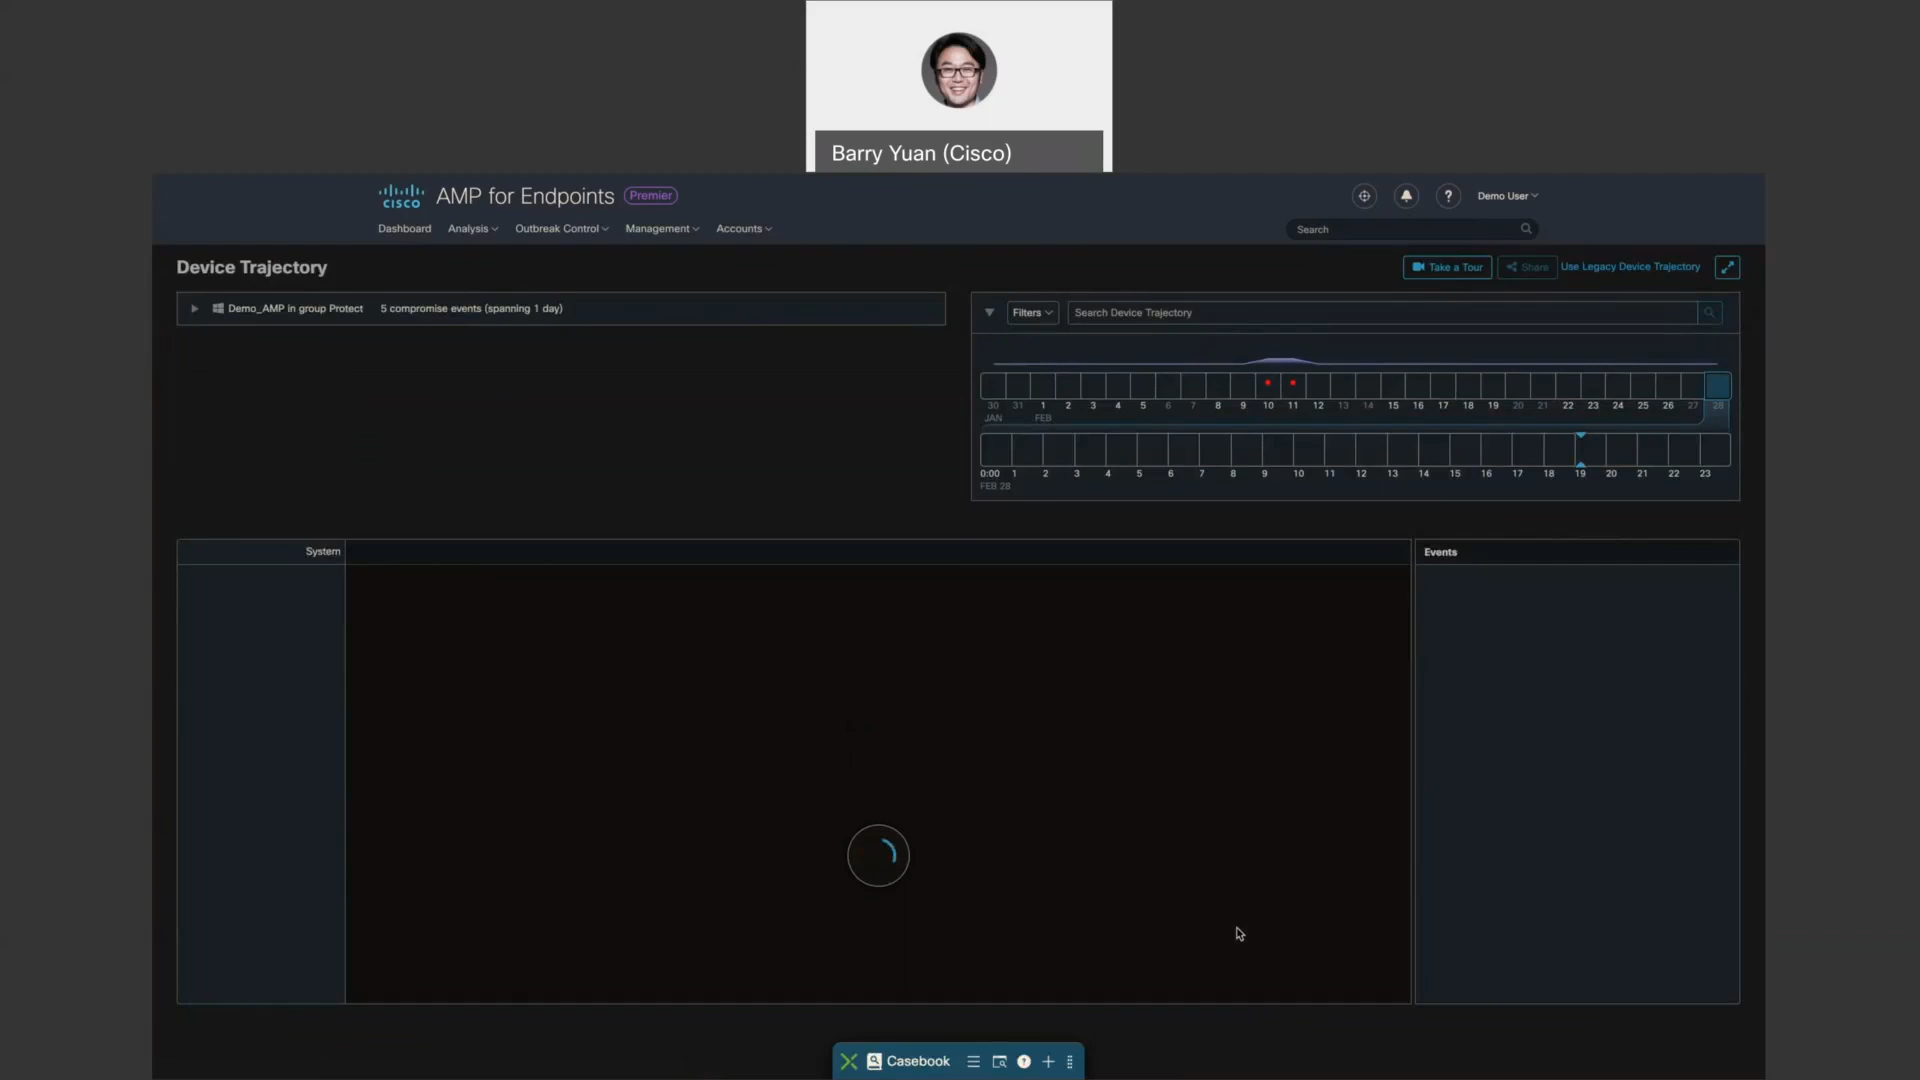 Barry Yuan (Cisco)
CISCO AMP for Endpoints Premier
Demo User
Dashboard Analysis Outbreak Control Management Accounts
Search
Device Trajectory
Take a Tour Share Use Legacy Device Trajectory
Demo_AMP in group Protect 5 compromise events (spanning 1 day)
Filters Search Device Trajectory
30 31 1 2 3 4 5 6 7 8 9 10 11 12 13 14 15 16 17 18 19 20 21 22 23 24 25 26 27 28
JAN FEB
0:00 1 2 3 4 5 6 7 8 9 10 11 12 13 14 15 16 17 18 19 20 21 22 23
FEB 28
System
Events
Casebook